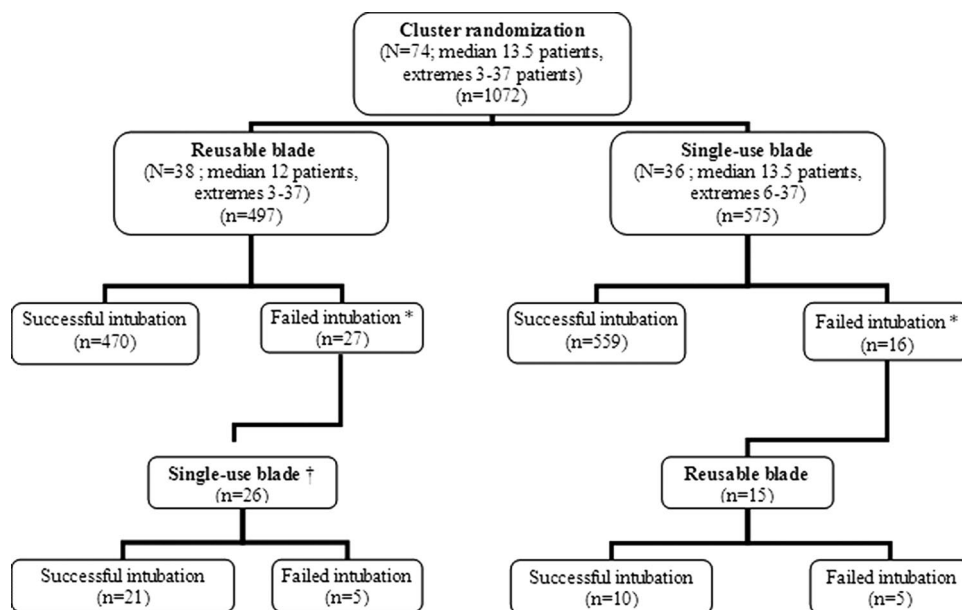 Cluster randomization
(N=74; median 13.5 patients,
extremes 3-37 patients)
(n=1072)
Reusable blade
(N=38 ; median 12 patients,
extremes 3-37)
(n=497)
Single-use blade
(N=36 ; median 13.5 patients,
extremes 6-37)
(n=575)
Successful intubation
(n=470)
Failed intubation *
(n=27)
Successful intubation
(n=559)
Failed intubation *
(n=16)
Single-use blade †
(n=26)
Reusable blade
(n=15)
Successful intubation
(n=21)
Failed intubation
(n=5)
Successful intubation
(n=10)
Failed intubation
(n=5)